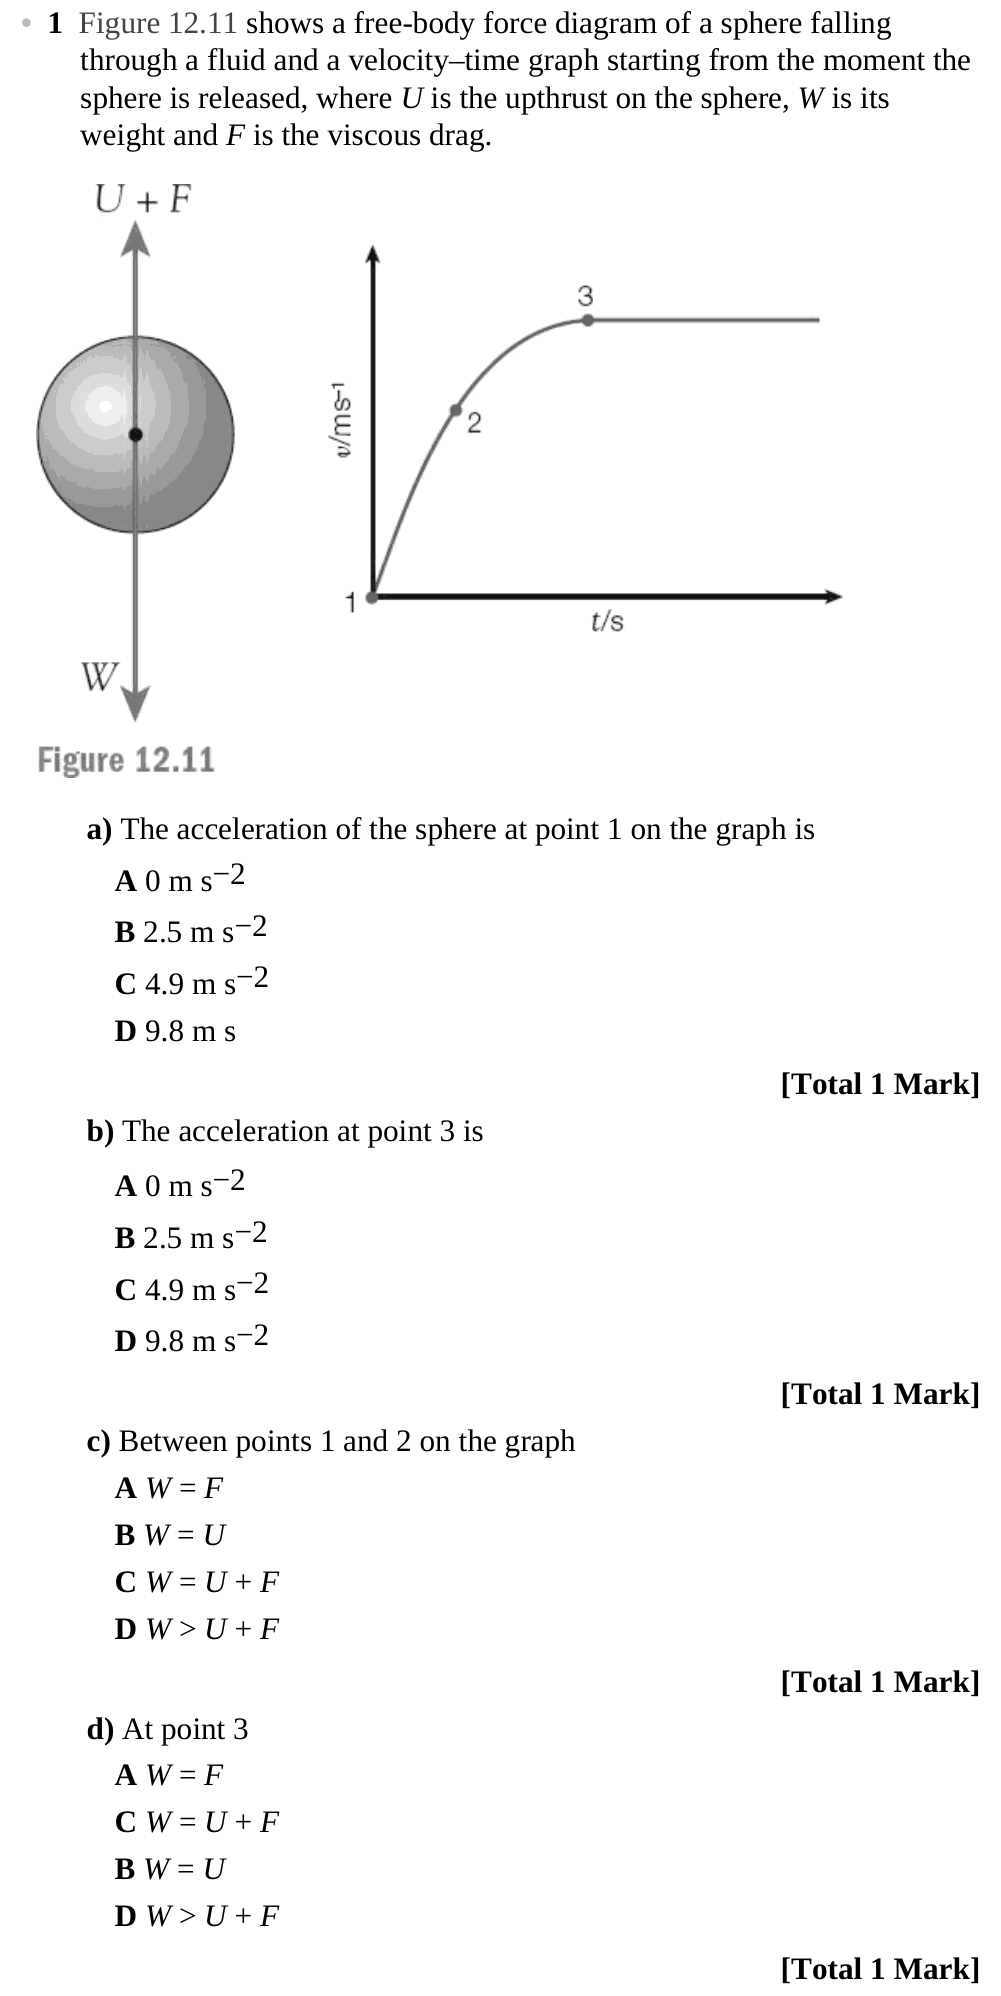 • 1 Figure 12.11 shows a free-body force diagram of a sphere falling
through a fluid and a velocity–time graph starting from the moment the
sphere is released, where U is the upthrust on the sphere, W is its
weight and F is the viscous drag.
U + F
3
v/ms⁻¹
2
1
t/s
W
Figure 12.11
a) The acceleration of the sphere at point 1 on the graph is
A 0 m s⁻²
B 2.5 m s⁻²
C 4.9 m s⁻²
D 9.8 m s
[Total 1 Mark]
b) The acceleration at point 3 is
A 0 m s⁻²
B 2.5 m s⁻²
C 4.9 m s⁻²
D 9.8 m s⁻²
[Total 1 Mark]
c) Between points 1 and 2 on the graph
A W = F
B W = U
C W = U + F
D W > U + F
[Total 1 Mark]
d) At point 3
A W = F
C W = U + F
B W = U
D W > U + F
[Total 1 Mark]